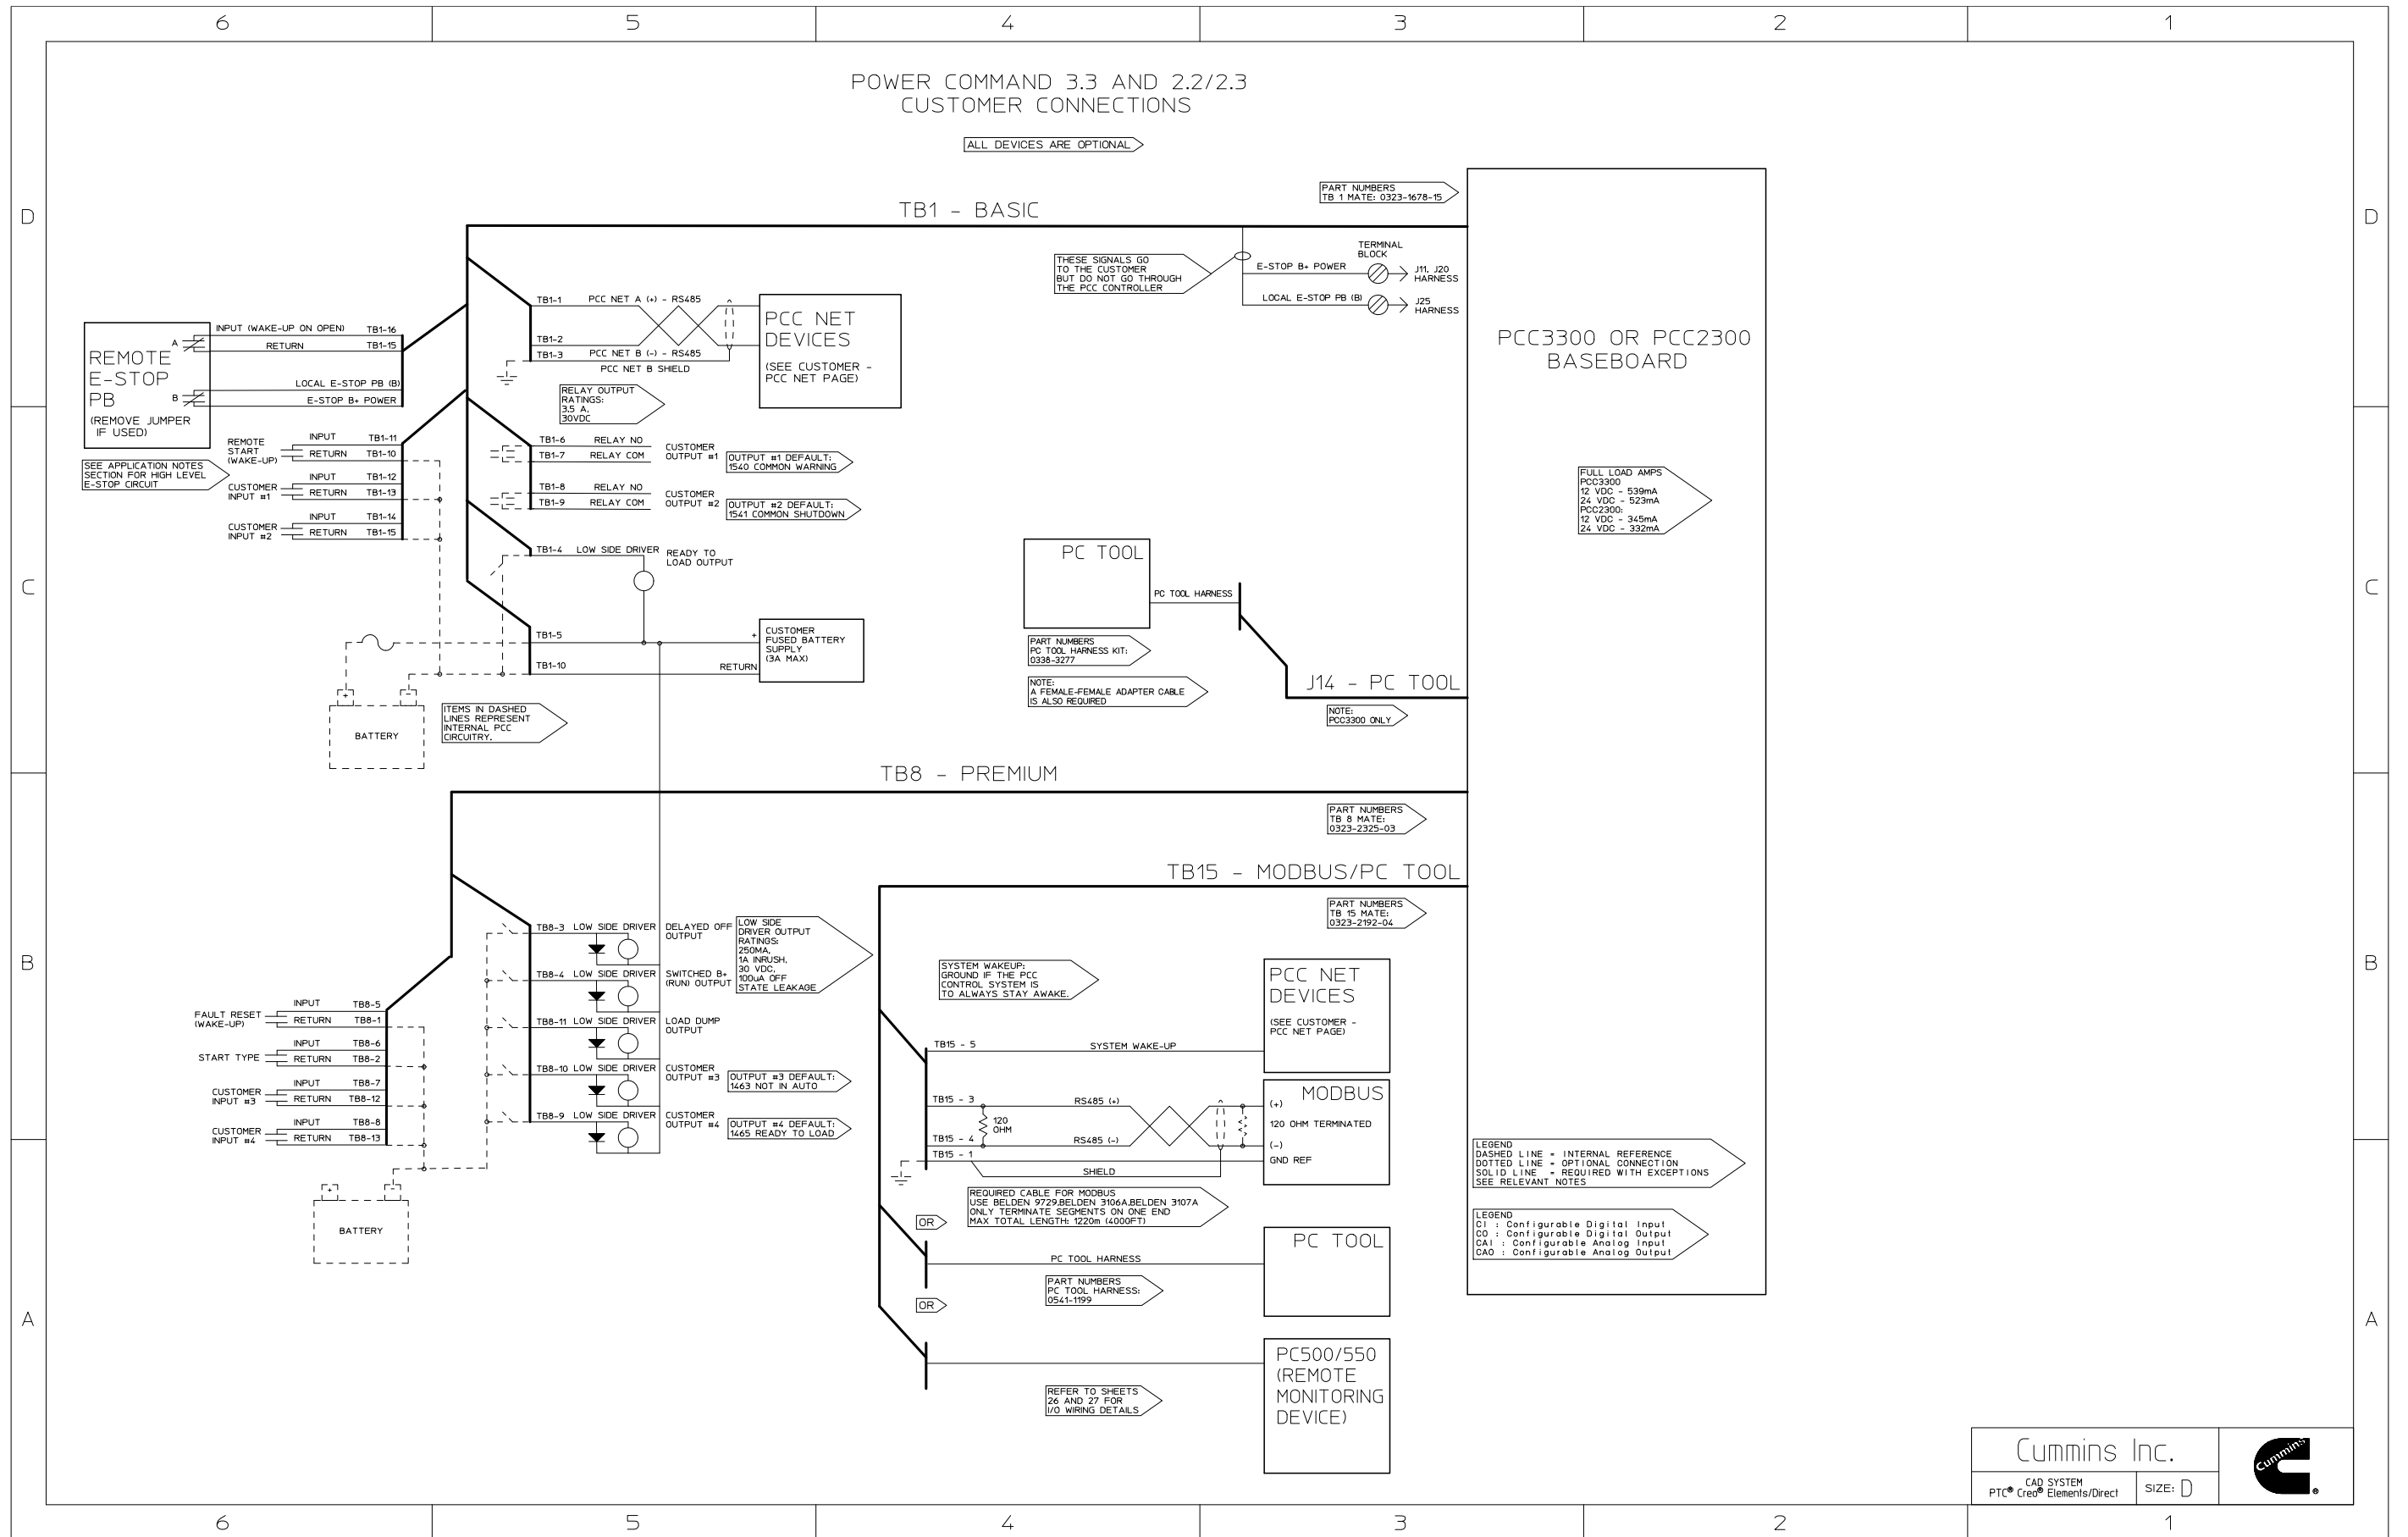 6 5 4 3 2 1
POWER COMMAND 3.3 AND 2.2/2.3
CUSTOMER CONNECTIONS
ALL DEVICES ARE OPTIONAL
D
D
C
C
B
B
A
A
TB1 - BASIC
PART NUMBERS
TB 1 MATE: 0323-1678-15
THESE SIGNALS GO
TO THE CUSTOMER
BUT DO NOT GO THROUGH
THE PCC CONTROLLER
TERMINAL
BLOCK
E-STOP B+ POWER
J11, J20
HARNESS
LOCAL E-STOP PB (B)
J25
HARNESS
PCC3300 OR PCC2300
BASEBOARD
FULL LOAD AMPS
PCC3300
12 VDC - 539mA
24 VDC - 523mA
PCC2300:
12 VDC - 345mA
24 VDC - 332mA
REMOTE
E-STOP
PB
(REMOVE JUMPER
IF USED)
A
B
INPUT (WAKE-UP ON OPEN) TB1-16
RETURN TB1-15
LOCAL E-STOP PB (B)
E-STOP B+ POWER
SEE APPLICATION NOTES
SECTION FOR HIGH LEVEL
E-STOP CIRCUIT
REMOTE
START
(WAKE-UP)
INPUT TB1-11
RETURN TB1-10
CUSTOMER
INPUT #1
INPUT TB1-12
RETURN TB1-13
CUSTOMER
INPUT #2
INPUT TB1-14
RETURN TB1-15
TB1-1 PCC NET A (+) - RS485
TB1-2
TB1-3 PCC NET B (-) - RS485
PCC NET B SHIELD
PCC NET
DEVICES
(SEE CUSTOMER -
PCC NET PAGE)
RELAY OUTPUT
RATINGS:
3.5 A,
30VDC
TB1-6 RELAY NO
TB1-7 RELAY COM
CUSTOMER
OUTPUT #1
OUTPUT #1 DEFAULT:
1540 COMMON WARNING
TB1-8 RELAY NO
TB1-9 RELAY COM
CUSTOMER
OUTPUT #2
OUTPUT #2 DEFAULT:
1541 COMMON SHUTDOWN
TB1-4 LOW SIDE DRIVER
READY TO
LOAD OUTPUT
TB1-5
+
CUSTOMER
FUSED BATTERY
SUPPLY
(3A MAX)
TB1-10
RETURN
+ -
BATTERY
ITEMS IN DASHED
LINES REPRESENT
INTERNAL PCC
CIRCUITRY.
PC TOOL
PC TOOL HARNESS
PART NUMBERS
PC TOOL HARNESS KIT:
0338-3277
NOTE:
A FEMALE-FEMALE ADAPTER CABLE
IS ALSO REQUIRED
J14 - PC TOOL
NOTE:
PCC3300 ONLY
TB8 - PREMIUM
PART NUMBERS
TB 8 MATE:
0323-2325-03
TB15 - MODBUS/PC TOOL
PART NUMBERS
TB 15 MATE:
0323-2192-04
TB8-3 LOW SIDE DRIVER
DELAYED OFF
OUTPUT
LOW SIDE
DRIVER OUTPUT
RATINGS:
250MA,
1A INRUSH,
30 VDC,
100uA OFF
STATE LEAKAGE
TB8-4 LOW SIDE DRIVER
SWITCHED B+
(RUN) OUTPUT
TB8-11 LOW SIDE DRIVER
LOAD DUMP
OUTPUT
TB8-10 LOW SIDE DRIVER
CUSTOMER
OUTPUT #3
OUTPUT #3 DEFAULT:
1463 NOT IN AUTO
TB8-9 LOW SIDE DRIVER
CUSTOMER
OUTPUT #4
OUTPUT #4 DEFAULT:
1465 READY TO LOAD
FAULT RESET
(WAKE-UP)
INPUT TB8-5
RETURN TB8-1
START TYPE
INPUT TB8-6
RETURN TB8-2
CUSTOMER
INPUT #3
INPUT TB8-7
RETURN TB8-12
CUSTOMER
INPUT #4
INPUT TB8-8
RETURN TB8-13
+ -
BATTERY
SYSTEM WAKEUP:
GROUND IF THE PCC
CONTROL SYSTEM IS
TO ALWAYS STAY AWAKE.
PCC NET
DEVICES
(SEE CUSTOMER -
PCC NET PAGE)
TB15 - 5 SYSTEM WAKE-UP
MODBUS
TB15 - 3 RS485 (+) (+)
120
OHM
120 OHM TERMINATED
TB15 - 4 RS485 (-) (-)
TB15 - 1 GND REF
SHIELD
REQUIRED CABLE FOR MODBUS
USE BELDEN 9729,BELDEN 3106A,BELDEN 3107A
ONLY TERMINATE SEGMENTS ON ONE END
MAX TOTAL LENGTH: 1220m (4000FT)
OR
PC TOOL
PC TOOL HARNESS
PART NUMBERS
PC TOOL HARNESS:
0541-1199
OR
PC500/550
(REMOTE
MONITORING
DEVICE)
REFER TO SHEETS
26 AND 27 FOR
I/O WIRING DETAILS
LEGEND
DASHED LINE = INTERNAL REFERENCE
DOTTED LINE = OPTIONAL CONNECTION
SOLID LINE = REQUIRED WITH EXCEPTIONS
SEE RELEVANT NOTES
LEGEND
CI : Configurable Digital Input
CO : Configurable Digital Output
CAI : Configurable Analog Input
CAO : Configurable Analog Output
Cummins Inc.
CAD SYSTEM
PTC® Creo® Elements/Direct
SIZE: D
Cummins
®
6 5 4 3 2 1